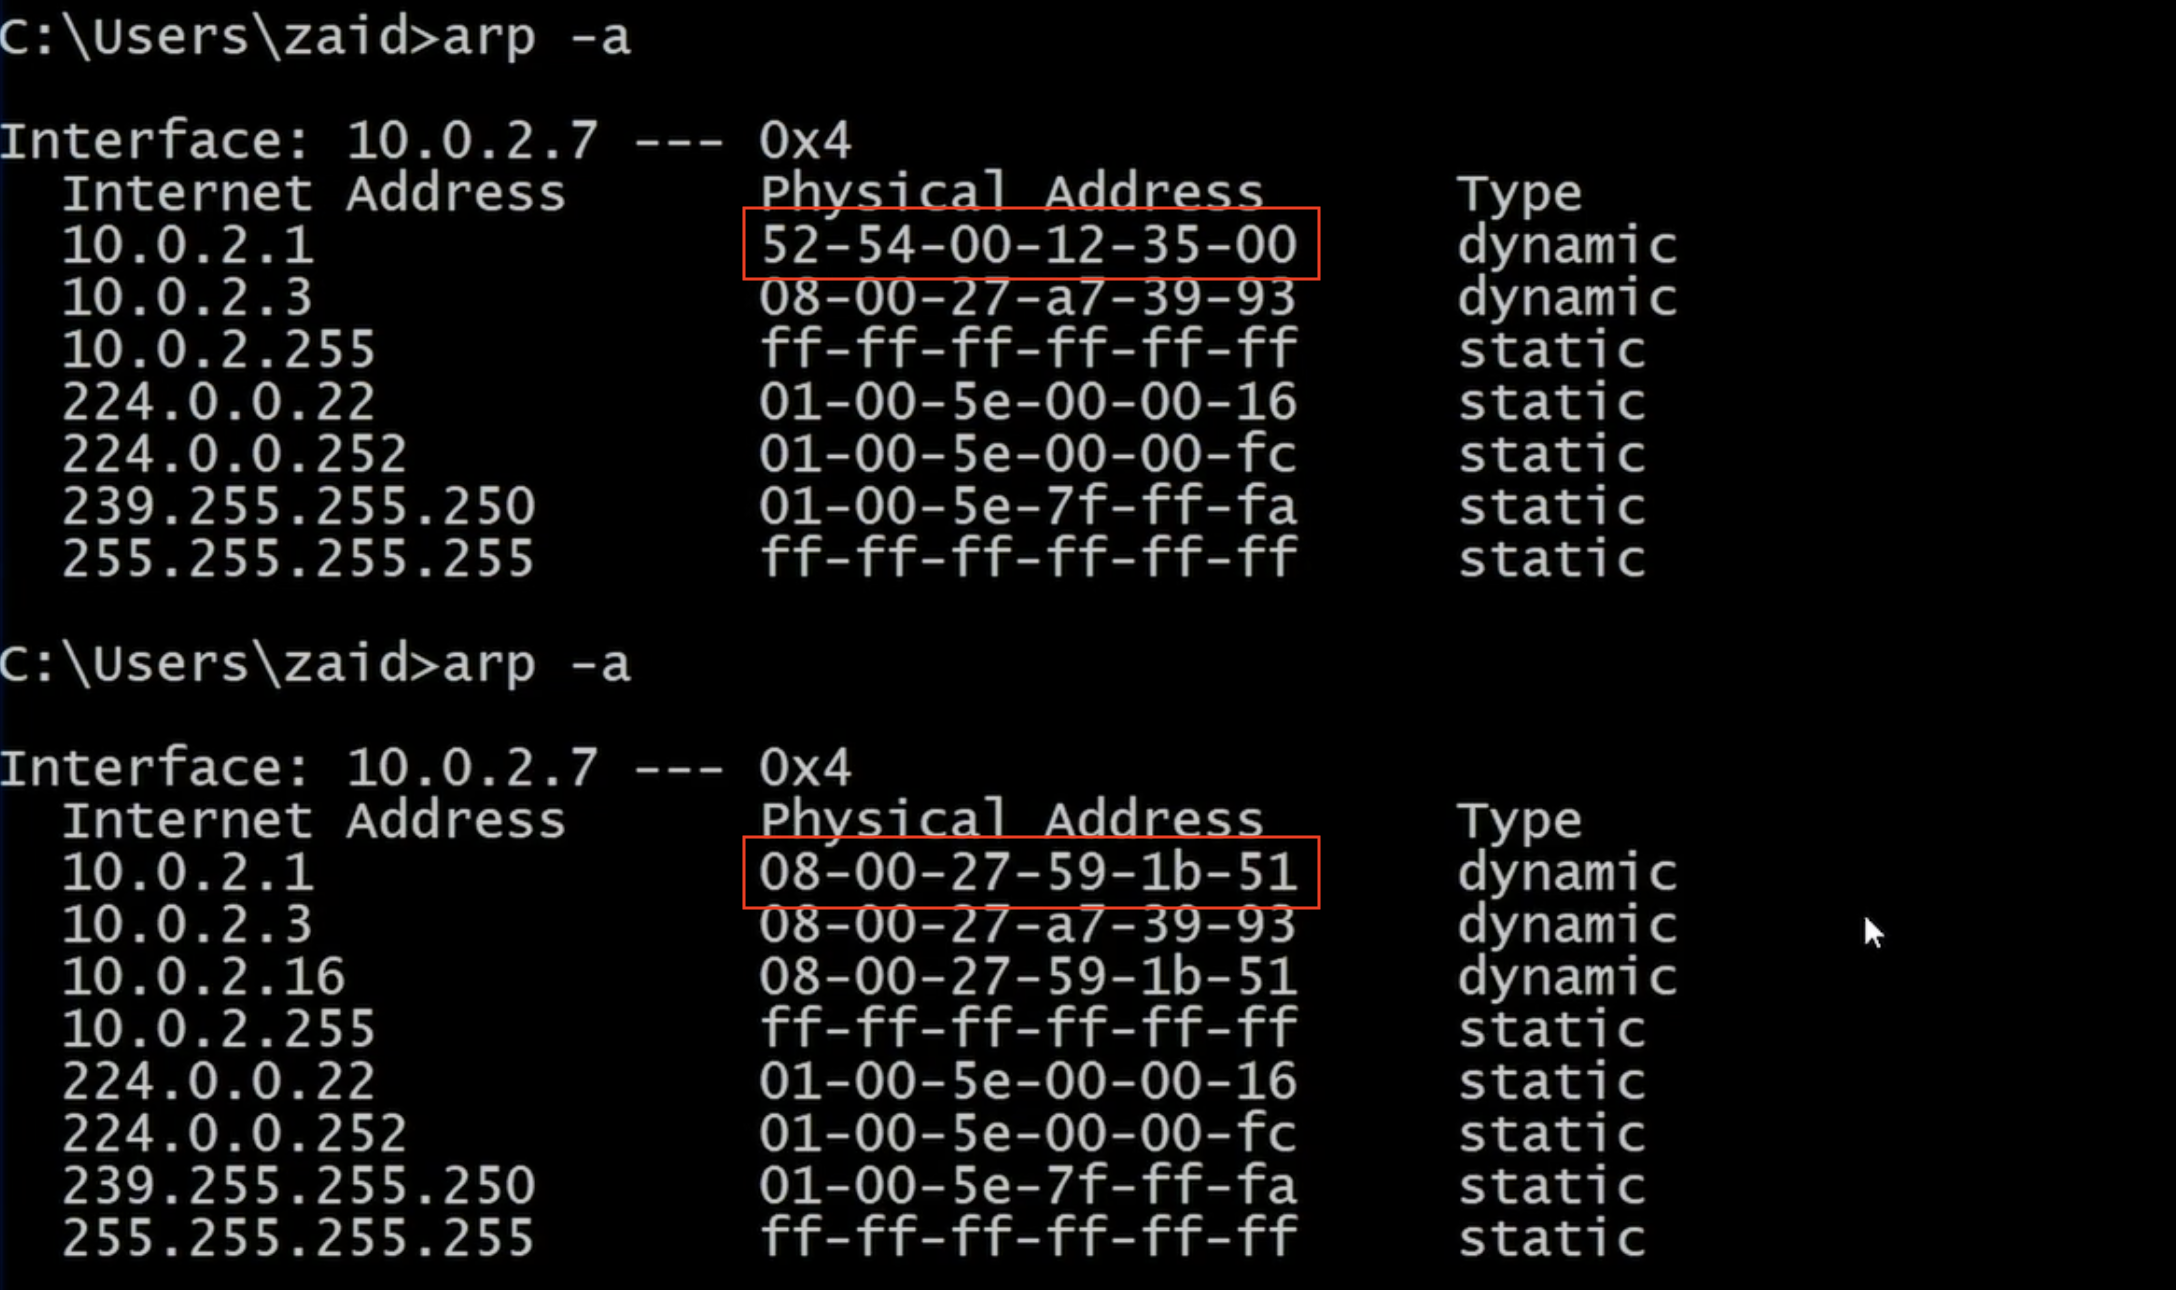 C:\Users\zaid>arp -a
Interface: 10.0.2.7 --- 0x4
Internet Address Physical Address Type
10.0.2.1 52-54-00-12-35-00 dynamic
10.0.2.3 08-00-27-a7-39-93 dynamic
10.0.2.255 ff-ff-ff-ff-ff-ff static
224.0.0.22 01-00-5e-00-00-16 static
224.0.0.252 01-00-5e-00-00-fc static
239.255.255.250 01-00-5e-7f-ff-fa static
255.255.255.255 ff-ff-ff-ff-ff-ff static
C:\Users\zaid>arp -a
Interface: 10.0.2.7 --- 0x4
Internet Address Physical Address Type
10.0.2.1 08-00-27-59-1b-51 dynamic
10.0.2.3 08-00-27-a7-39-93 dynamic
10.0.2.16 08-00-27-59-1b-51 dynamic
10.0.2.255 ff-ff-ff-ff-ff-ff static
224.0.0.22 01-00-5e-00-00-16 static
224.0.0.252 01-00-5e-00-00-fc static
239.255.255.250 01-00-5e-7f-ff-fa static
255.255.255.255 ff-ff-ff-ff-ff-ff static